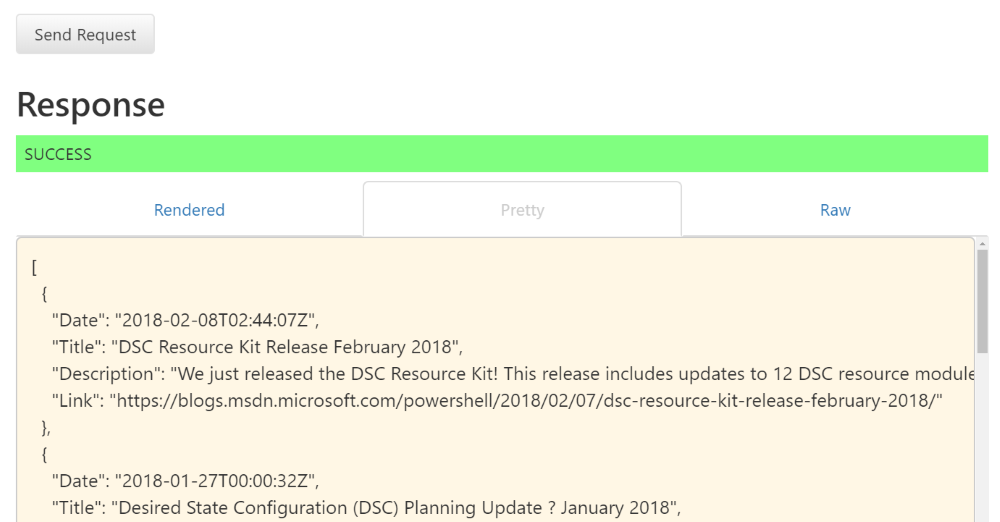 Send Request
Response
SUCCESS
Rendered Pretty Raw
[
{
"Date": "2018-02-08T02:44:07Z",
"Title": "DSC Resource Kit Release February 2018",
"Description": "We just released the DSC Resource Kit! This release includes updates to 12 DSC resource module
"Link": "https://blogs.msdn.microsoft.com/powershell/2018/02/07/dsc-resource-kit-release-february-2018/"
},
{
"Date": "2018-01-27T00:00:32Z",
"Title": "Desired State Configuration (DSC) Planning Update ? January 2018",